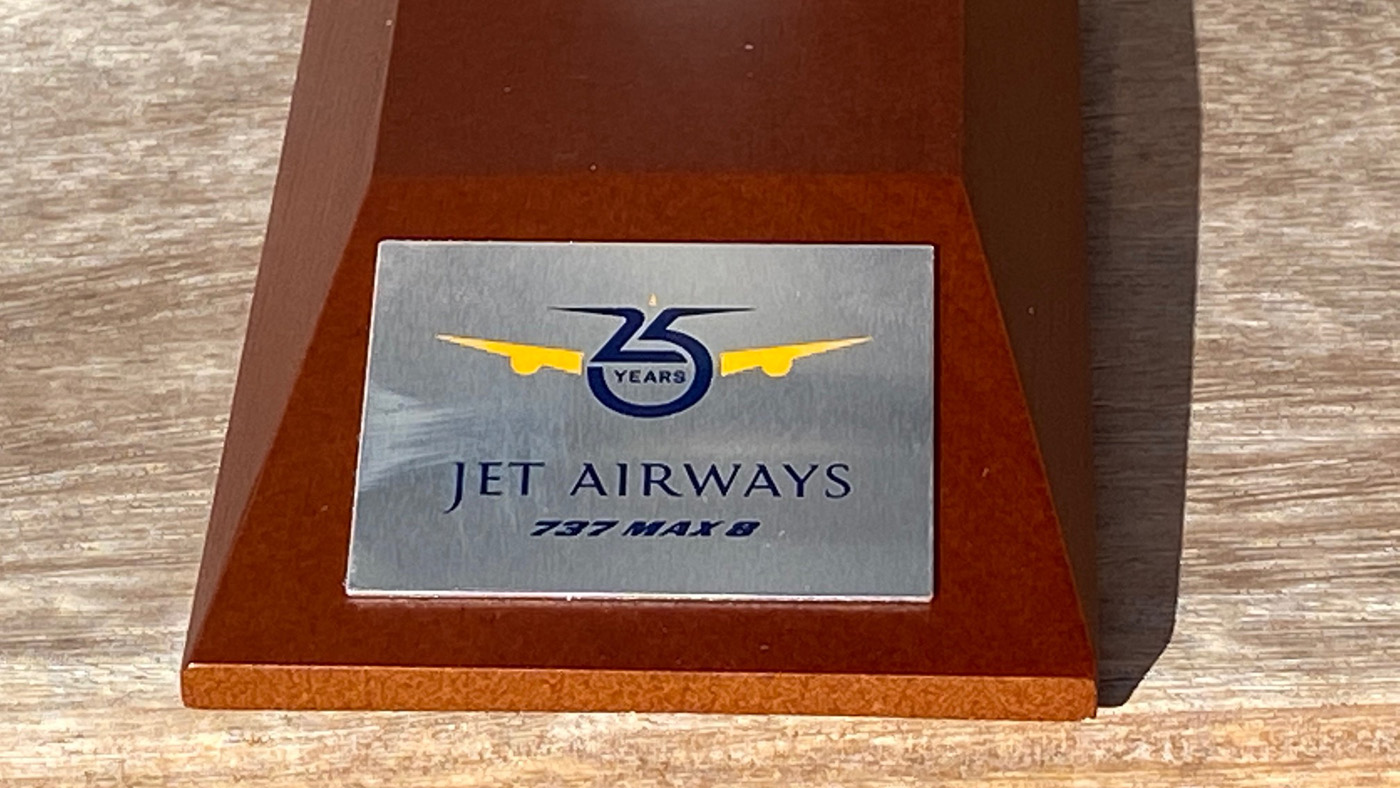 25
YEARS
JET AIRWAYS
737 MAX 8